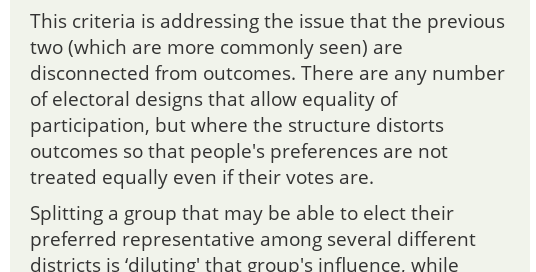 This criteria is addressing the issue that the previous
two (which are more commonly seen) are
disconnected from outcomes. There are any number
of electoral designs that allow equality of
participation, but where the structure distorts
outcomes so that people's preferences are not
treated equally even if their votes are.
Splitting a group that may be able to elect their
preferred representative among several different
districts is ‘diluting' that group's influence, while